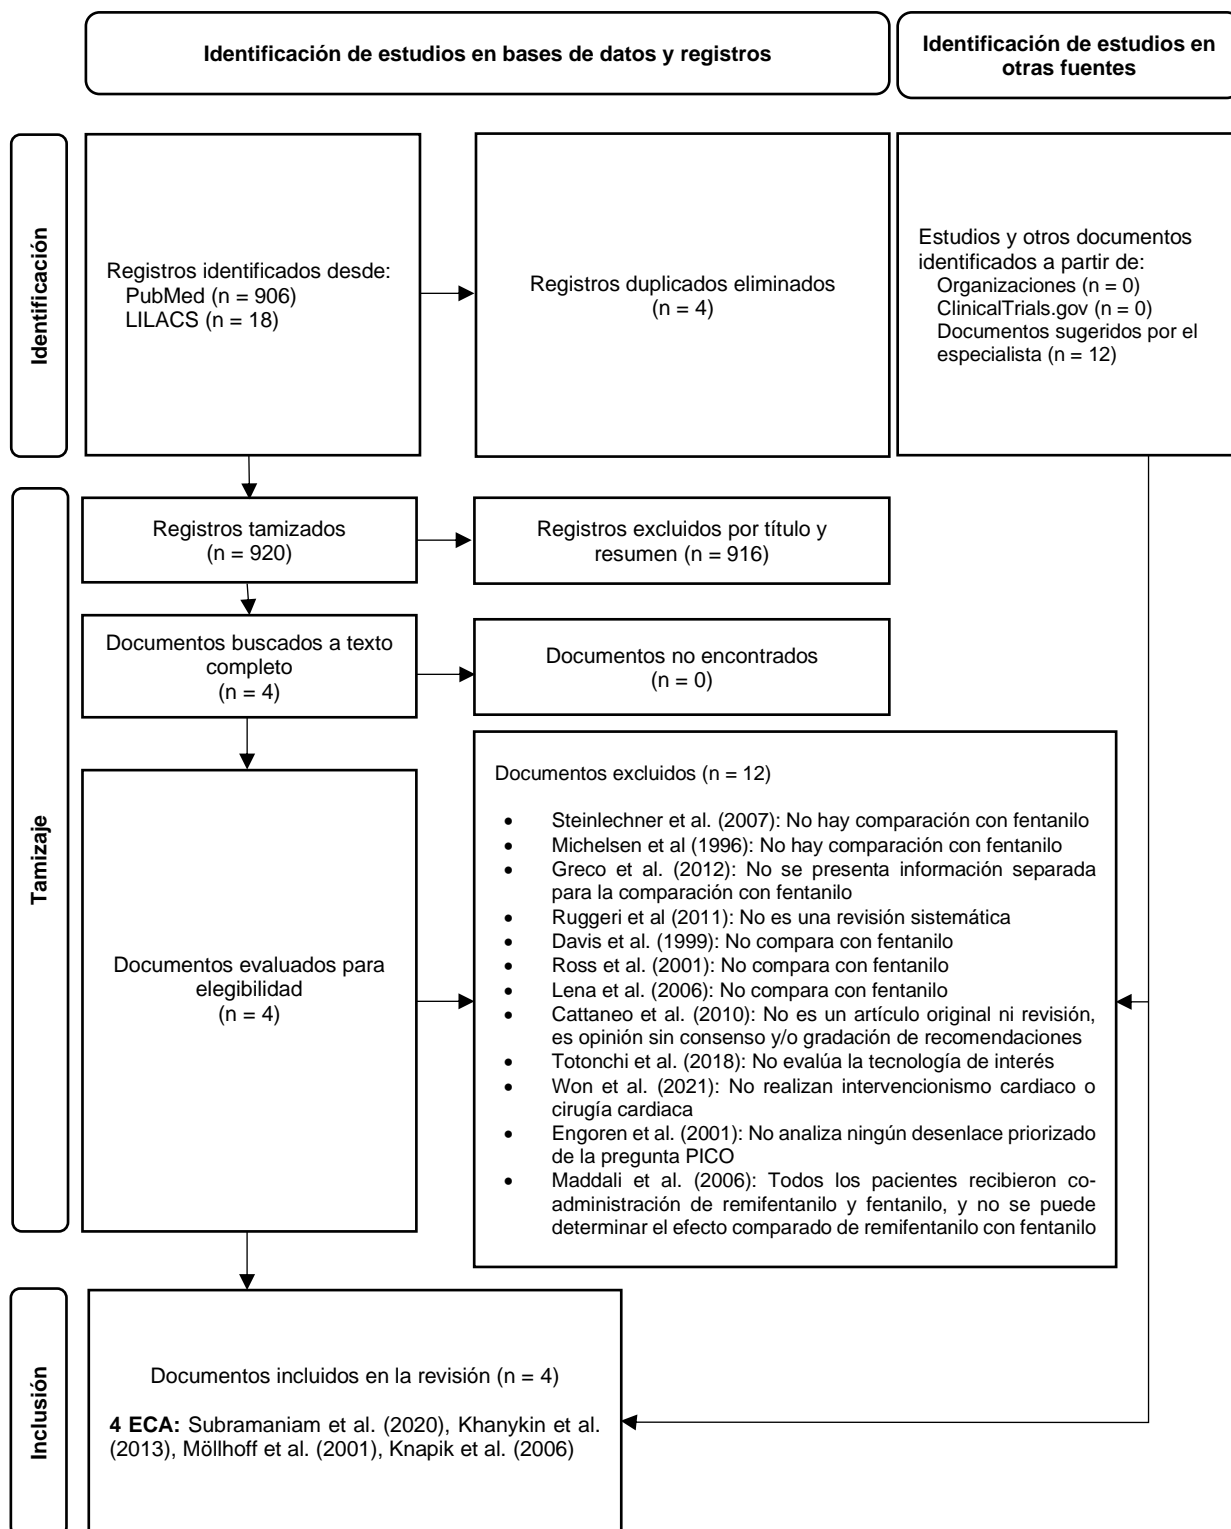 Identificación de estudios en bases de datos y registros
Identificación de estudios en
otras fuentes
Identificación
Registros identificados desde:
PubMed (n = 906)
LILACS (n = 18)
Registros duplicados eliminados
(n = 4)
Estudios y otros documentos
identificados a partir de:
Organizaciones (n = 0)
ClinicalTrials.gov (n = 0)
Documentos sugeridos por el
especialista (n = 12)
Tamizaje
Registros tamizados
(n = 920)
Registros excluidos por título y
resumen (n = 916)
Documentos buscados a texto
completo
(n = 4)
Documentos no encontrados
(n = 0)
Documentos evaluados para
elegibilidad
(n = 4)
Documentos excluidos (n = 12)
• Steinlechner et al. (2007): No hay comparación con fentanilo
• Michelsen et al (1996): No hay comparación con fentanilo
• Greco et al. (2012): No se presenta información separada
para la comparación con fentanilo
• Ruggeri et al (2011): No es una revisión sistemática
• Davis et al. (1999): No compara con fentanilo
• Ross et al. (2001): No compara con fentanilo
• Lena et al. (2006): No compara con fentanilo
• Cattaneo et al. (2010): No es un artículo original ni revisión,
es opinión sin consenso y/o gradación de recomendaciones
• Totonchi et al. (2018): No evalúa la tecnología de interés
• Won et al. (2021): No realizan intervencionismo cardiaco o
cirugía cardiaca
• Engoren et al. (2001): No analiza ningún desenlace priorizado
de la pregunta PICO
• Maddali et al. (2006): Todos los pacientes recibieron co-
administración de remifentanilo y fentanilo, y no se puede
determinar el efecto comparado de remifentanilo con fentanilo
Inclusión
Documentos incluidos en la revisión (n = 4)
4 ECA: Subramaniam et al. (2020), Khanykin et al.
(2013), Möllhoff et al. (2001), Knapik et al. (2006)